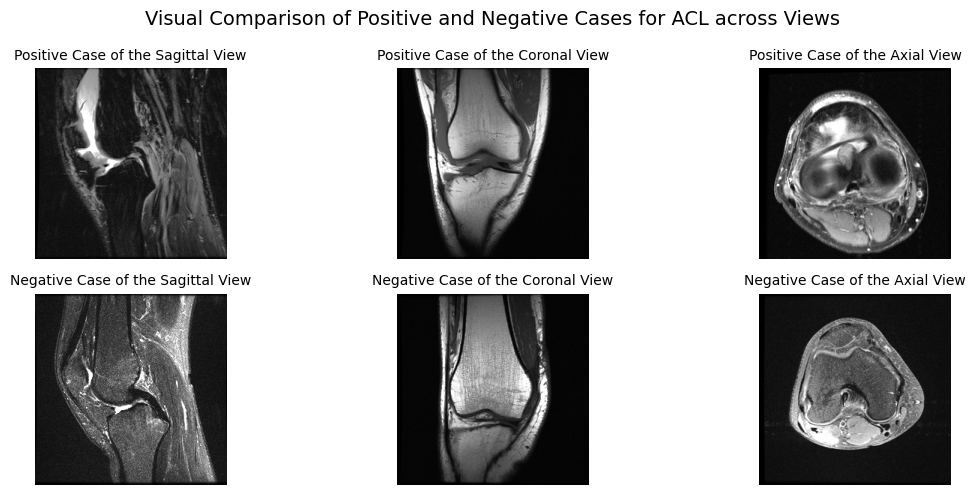 Visual Comparison of Positive and Negative Cases for ACL across Views
Positive Case of the Sagittal View
Positive Case of the Coronal View
Positive Case of the Axial View
Negative Case of the Sagittal View
Negative Case of the Coronal View
Negative Case of the Axial View